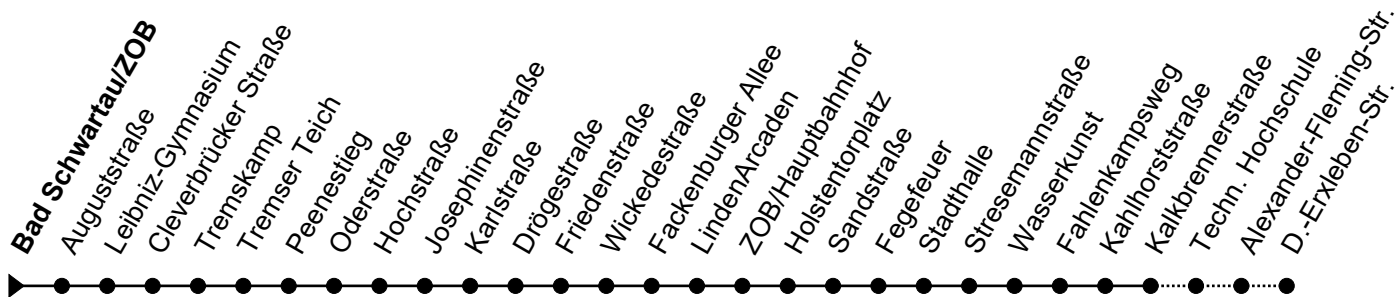 Bad Schwartau/ZOB
Auguststraße
Leibniz-Gymnasium
Cleverbrücker Straße
Tremskamp
Tremser Teich
Peenestieg
Oderstraße
Hochstraße
Josephinenstraße
Karlstraße
Drögestraße
Friedenstraße
Wickedestraße
Fackenburger Allee
LindenArcaden
ZOB/Hauptbahnhof
Holstentorplatz
Sandstraße
Fegefeuer
Stadthalle
Stresemannstraße
Wasserkunst
Fahlenkampsweg
Kahlhorststraße
Kalkbrennerstraße
Techn. Hochschule
Alexander-Fleming-Str.
D.-Erxleben-Str.